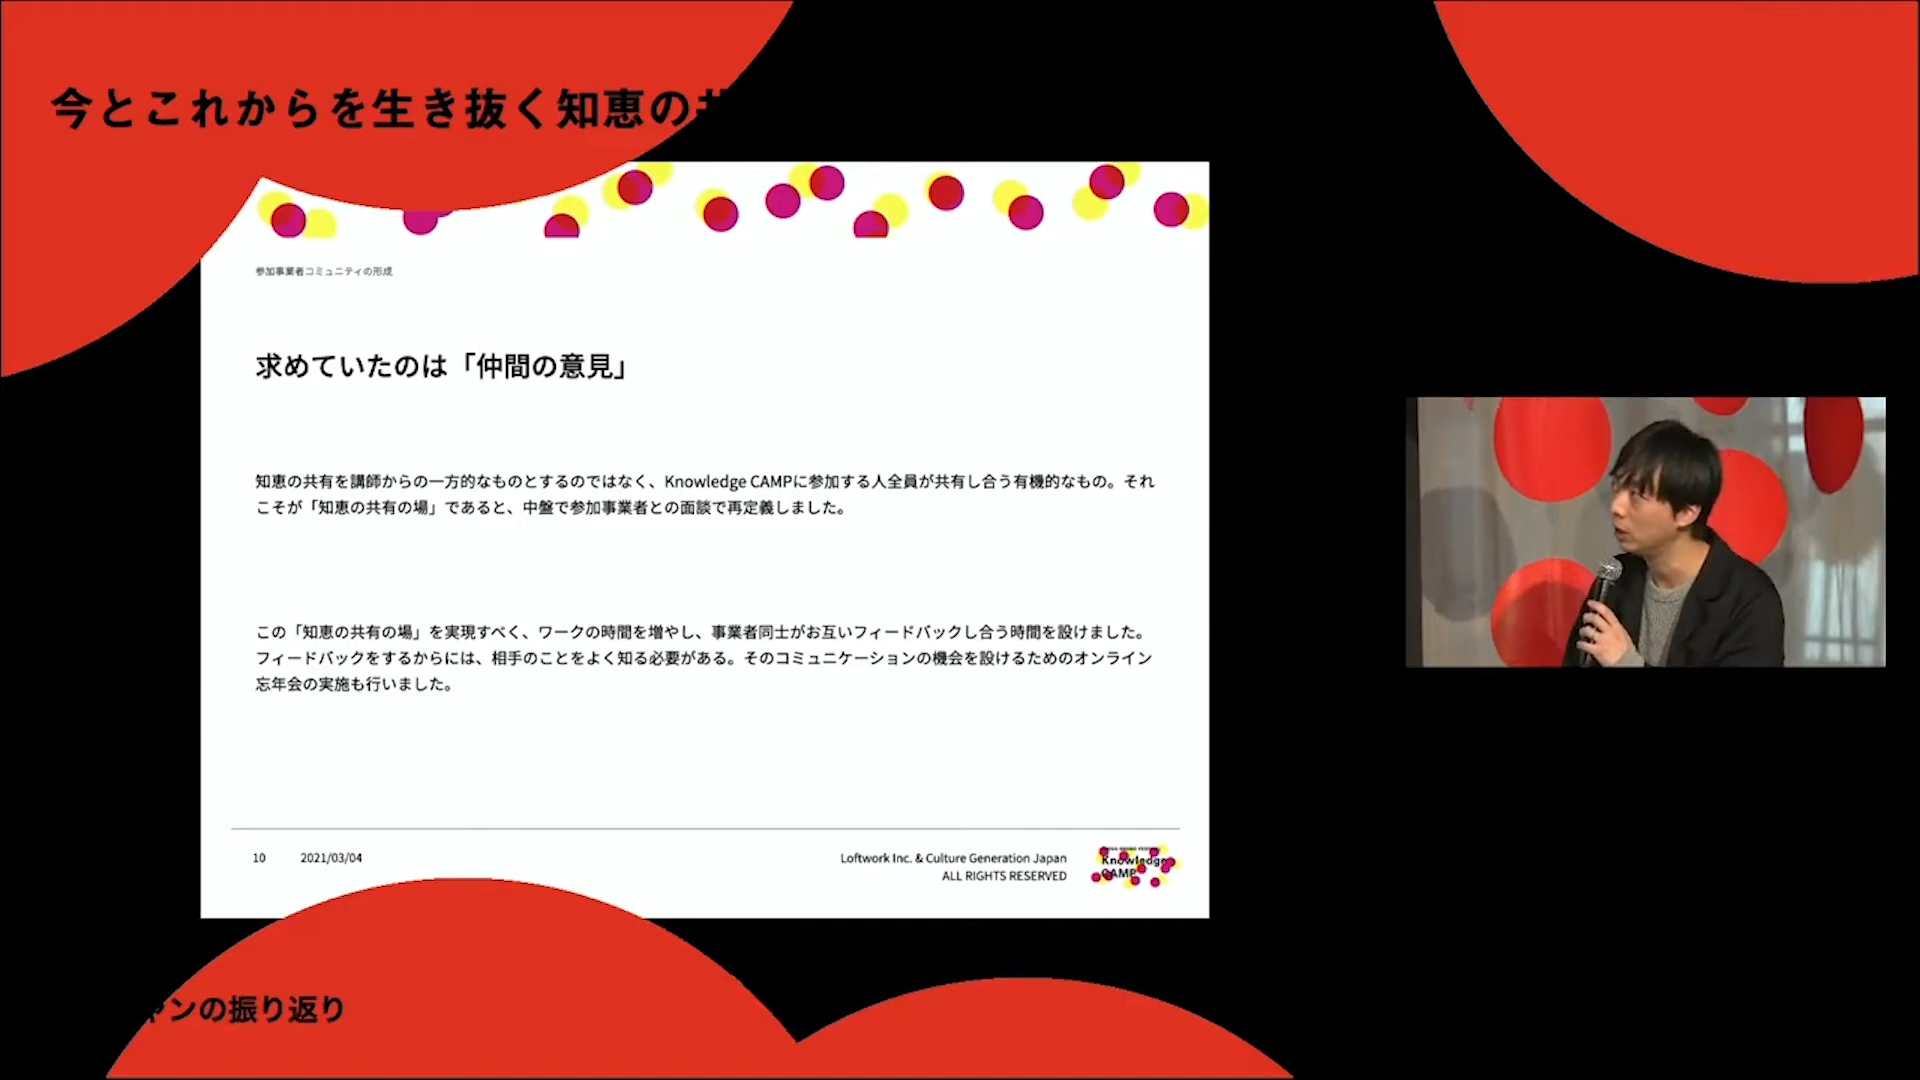 今とこれからを生き抜く知恵の
参加事業者コミュニティの形成
求めていたのは「仲間の意見」
知恵の共有を講師からの一方的なものとするのではなく、Knowledge CAMPに参加する人全員が共有し合う有機的なもの。それ
こそが「知恵の共有の場」であると、中盤で参加事業者との面談で再定義しました。
この「知恵の共有の場」を実現すべく、ワークの時間を増やし、事業者同士がお互いフィードバックし合う時間を設けました。
フィードバックをするからには、相手のことをよく知る必要がある。そのコミュニケーションの機会を設けるためのオンライン
忘年会の実施も行いました。
10 2021/03/04
Loftwork Inc. & Culture Generation Japan
ALL RIGHTS RESERVED
Knowledge
CAMP
ンの振り返り